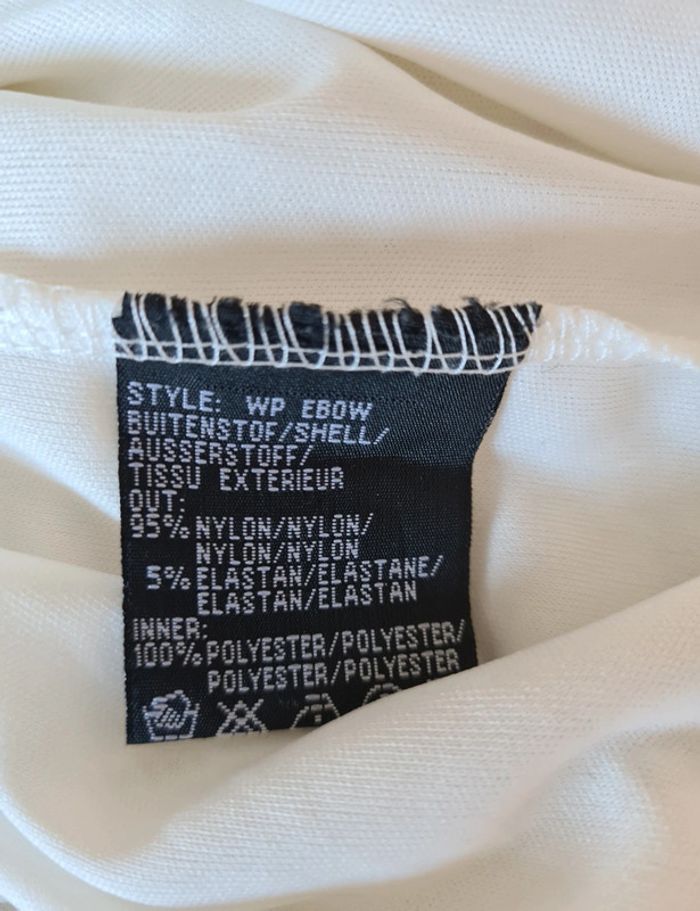 STYLE: WP EBOW
BUITENSTOF/SHELL/
AUSSERSTOFF/
TISSU EXTERIEUR
OUT:
95% NYLON/NYLON/
NYLON/NYLON
5% ELASTAN/ELASTANE/
ELASTAN/ELASTAN
INNER:
100% POLYESTER/POLYESTER/
POLYESTER/POLYESTER